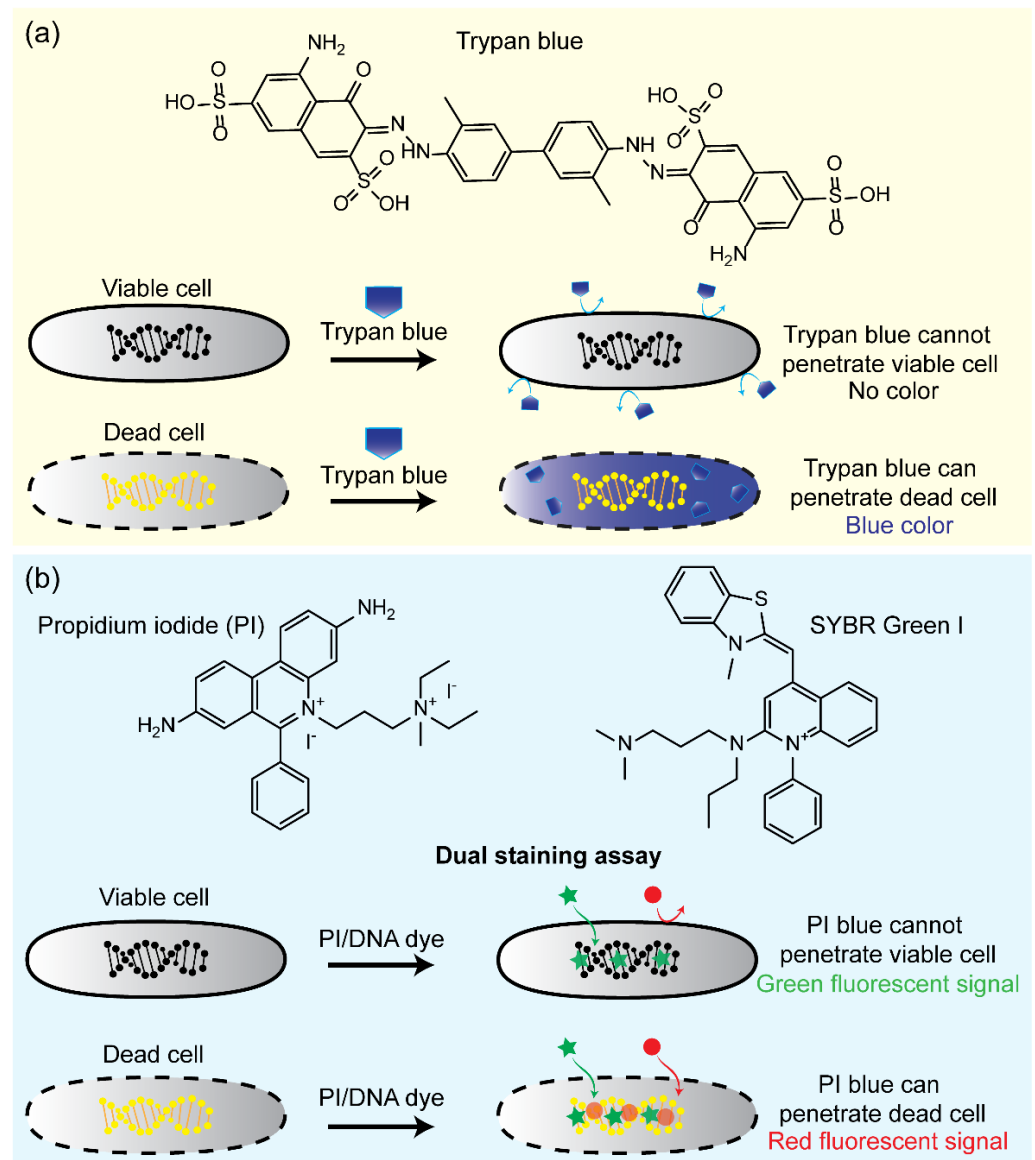 (a)
Trypan blue
NH₂
O
O
HO
S
O
N
HN
O
S
O
OH
NH
N
HO
O
S
O
O
S
OH
O
O
H₂N
Viable cell
Trypan blue
Trypan blue cannot
penetrate viable cell
No color
Dead cell
Trypan blue
Trypan blue can
penetrate dead cell
Blue color
(b)
Propidium iodide (PI)
NH₂
H₂N
N⁺
I⁻
N⁺
I⁻
SYBR Green I
S
N
N
N
N⁺
Dual staining assay
Viable cell
PI/DNA dye
PI blue cannot
penetrate viable cell
Green fluorescent signal
Dead cell
PI/DNA dye
PI blue can
penetrate dead cell
Red fluorescent signal